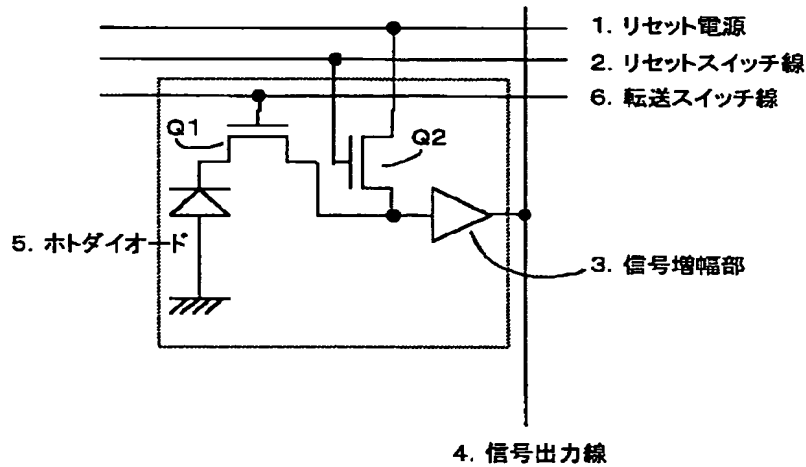 1. リセット電源
2. リセットスイッチ線
6. 転送スイッチ線
Q1
Q2
5. ホトダイオード
3. 信号増幅部
4. 信号出力線